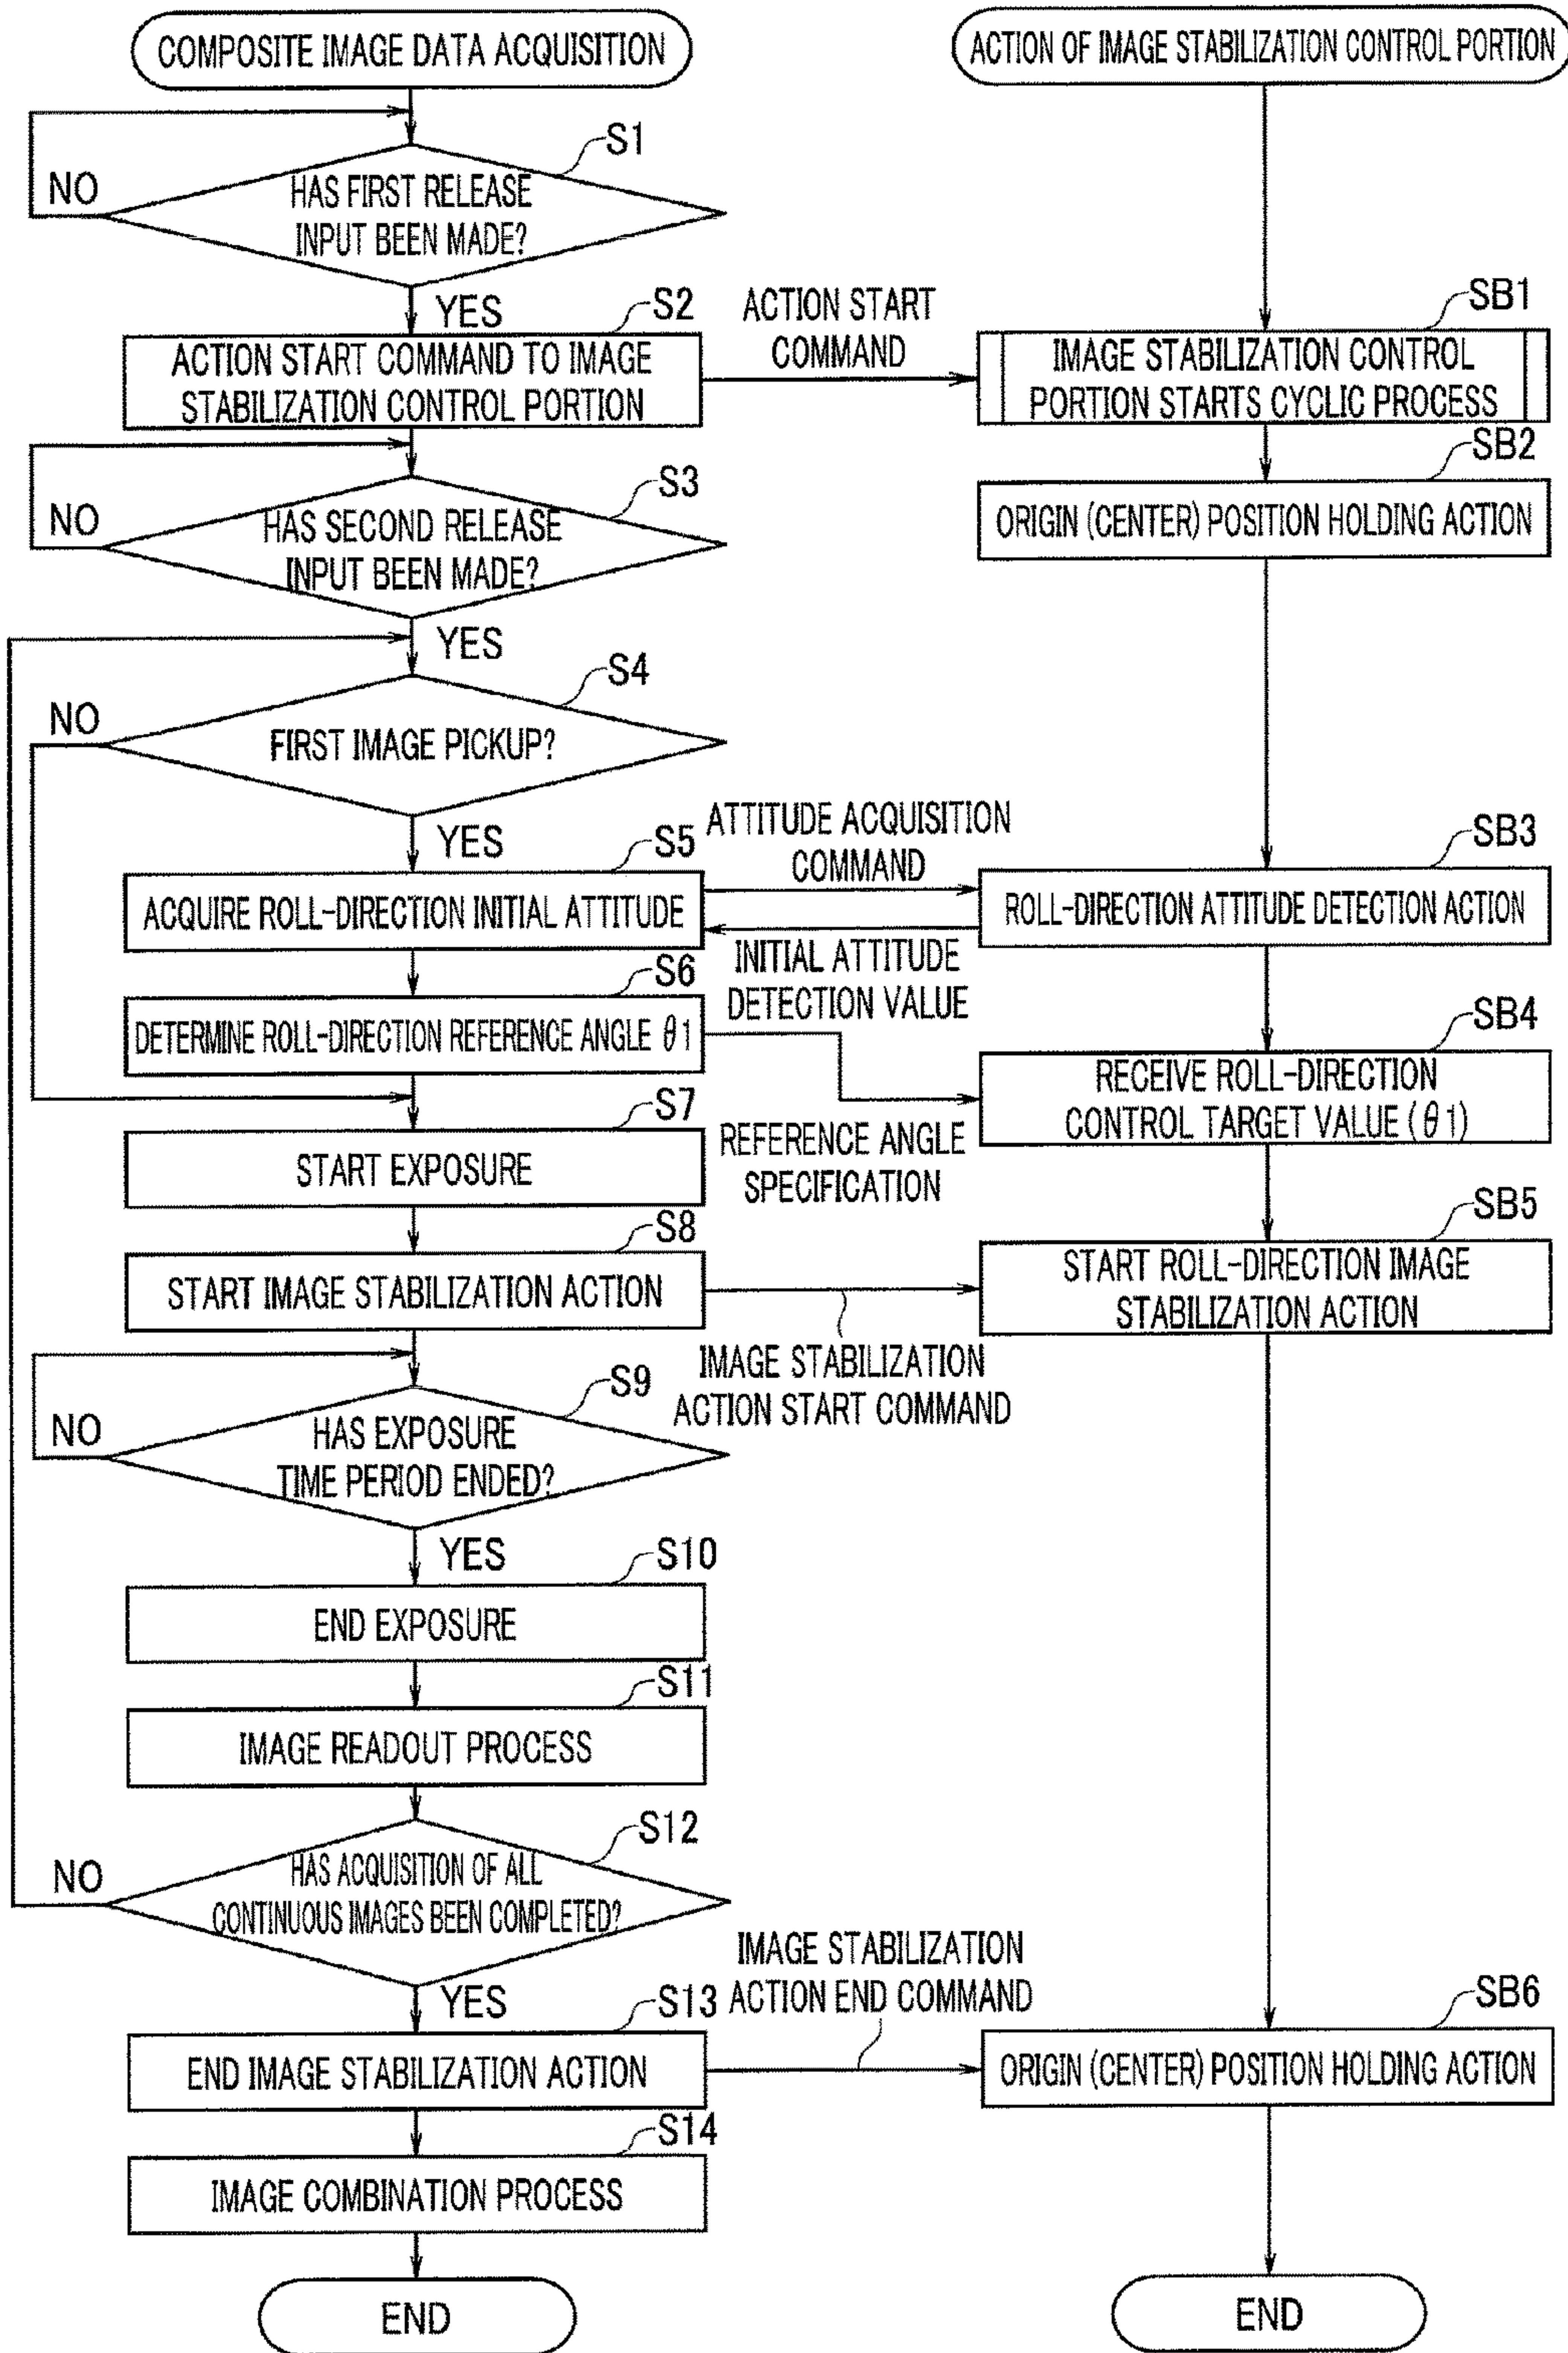 COMPOSITE IMAGE DATA ACQUISITION
ACTION OF IMAGE STABILIZATION CONTROL PORTION
S1
NO
HAS FIRST RELEASE
INPUT BEEN MADE?
YES
S2
ACTION START COMMAND TO IMAGE
STABILIZATION CONTROL PORTION
ACTION START
COMMAND
SB1
IMAGE STABILIZATION CONTROL
PORTION STARTS CYCLIC PROCESS
SB2
ORIGIN (CENTER) POSITION HOLDING ACTION
S3
NO
HAS SECOND RELEASE
INPUT BEEN MADE?
YES
S4
NO
FIRST IMAGE PICKUP?
YES
S5
ACQUIRE ROLL-DIRECTION INITIAL ATTITUDE
ATTITUDE ACQUISITION
COMMAND
SB3
ROLL-DIRECTION ATTITUDE DETECTION ACTION
INITIAL ATTITUDE
DETECTION VALUE
S6
DETERMINE ROLL-DIRECTION REFERENCE ANGLE θ1
SB4
RECEIVE ROLL-DIRECTION
CONTROL TARGET VALUE (θ1)
REFERENCE ANGLE
SPECIFICATION
S7
START EXPOSURE
S8
START IMAGE STABILIZATION ACTION
SB5
START ROLL-DIRECTION IMAGE
STABILIZATION ACTION
IMAGE STABILIZATION
ACTION START COMMAND
S9
NO
HAS EXPOSURE
TIME PERIOD ENDED?
YES
S10
END EXPOSURE
S11
IMAGE READOUT PROCESS
S12
NO
HAS ACQUISITION OF ALL
CONTINUOUS IMAGES BEEN COMPLETED?
YES
S13
END IMAGE STABILIZATION ACTION
IMAGE STABILIZATION
ACTION END COMMAND
SB6
ORIGIN (CENTER) POSITION HOLDING ACTION
S14
IMAGE COMBINATION PROCESS
END
END